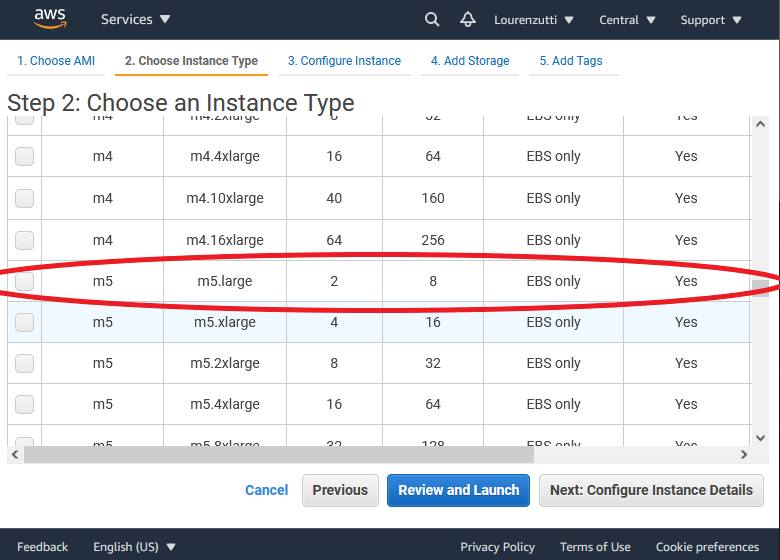 aws Services Lourenzutti Central Support
1. Choose AMI 2. Choose Instance Type 3. Configure Instance 4. Add Storage 5. Add Tags
Step 2: Choose an Instance Type
m4 m4.2xlarge 8 32 EBS only Yes
m4 m4.4xlarge 16 64 EBS only Yes
m4 m4.10xlarge 40 160 EBS only Yes
m4 m4.16xlarge 64 256 EBS only Yes
m5 m5.large 2 8 EBS only Yes
m5 m5.xlarge 4 16 EBS only Yes
m5 m5.2xlarge 8 32 EBS only Yes
m5 m5.4xlarge 16 64 EBS only Yes
m5 m5.8xlarge 32 128 EBS only Yes
Cancel Previous Review and Launch Next: Configure Instance Details
Feedback English (US) Privacy Policy Terms of Use Cookie preferences